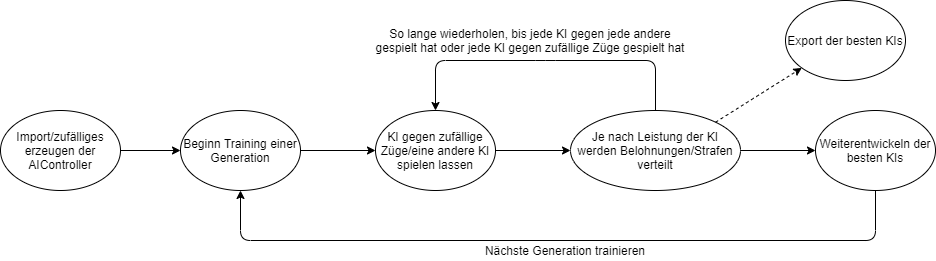 So lange wiederholen, bis jede KI gegen jede andere
gespielt hat oder jede KI gegen zufällige Züge gespielt hat
Export der besten KIs
Import/zufälliges
erzeugen der
AIController
Beginn Training einer
Generation
KI gegen zufällige
Züge/eine andere KI
spielen lassen
Je nach Leistung der KI
werden Belohnungen/Strafen
verteilt
Weiterentwickeln der
besten KIs
Nächste Generation trainieren